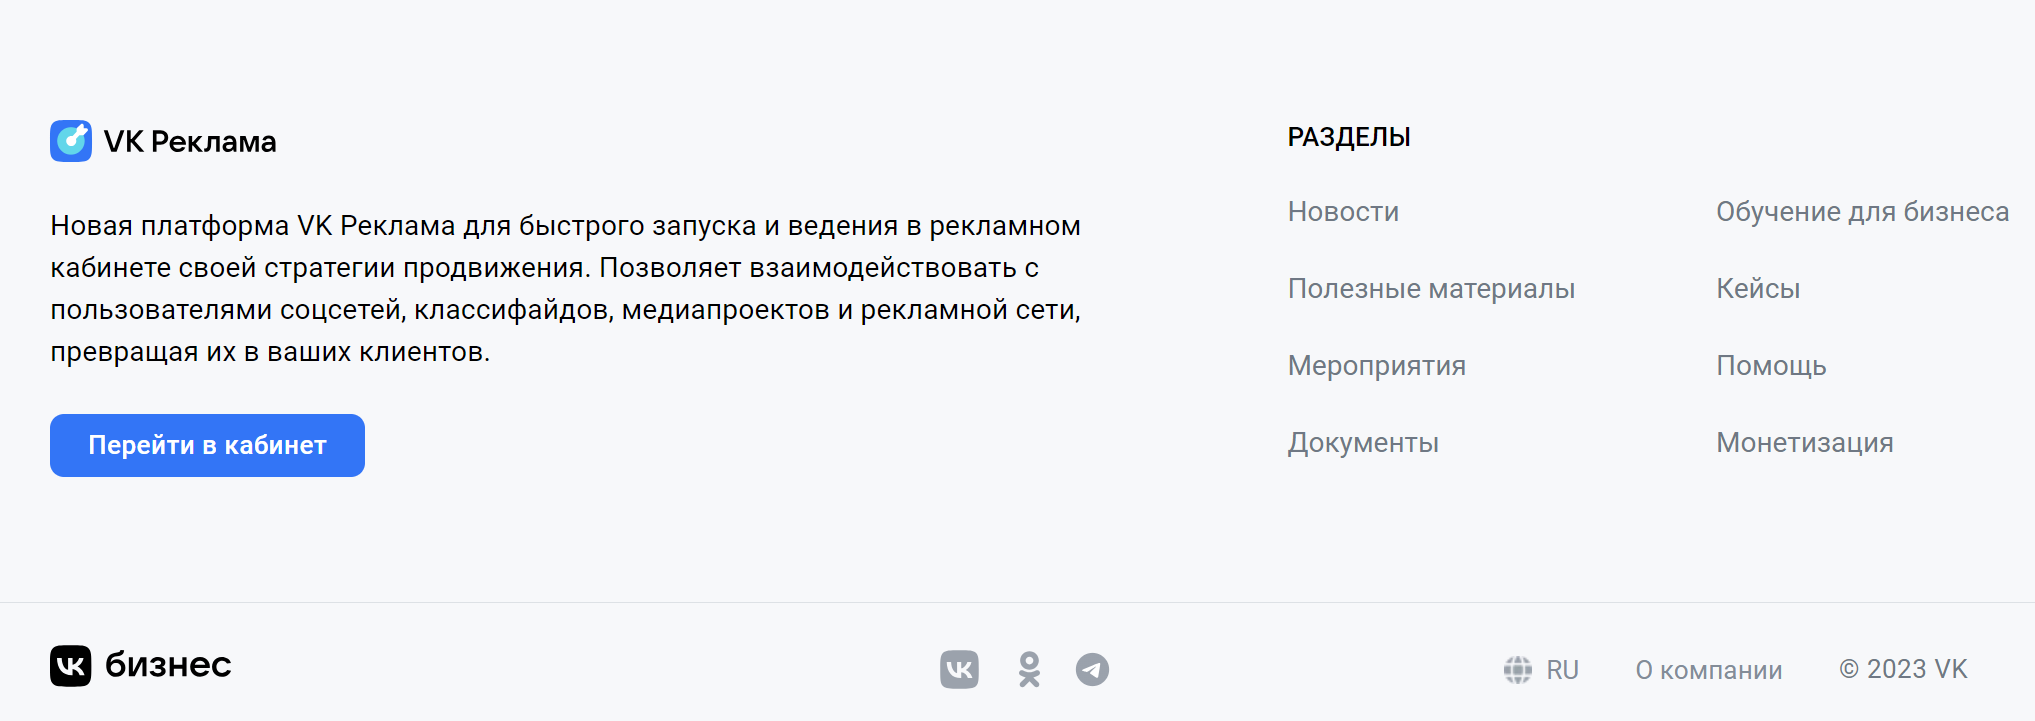 VK Реклама
Новая платформа VK Реклама для быстрого запуска и ведения в рекламном
кабинете своей стратегии продвижения. Позволяет взаимодействовать с
пользователями соцсетей, классифайдов, медиапроектов и рекламной сети,
превращая их в ваших клиентов.
Перейти в кабинет
РАЗДЕЛЫ
Новости
Обучение для бизнеса
Полезные материалы
Кейсы
Мероприятия
Помощь
Документы
Монетизация
VK бизнес
VK
RU
О компании
© 2023 VK